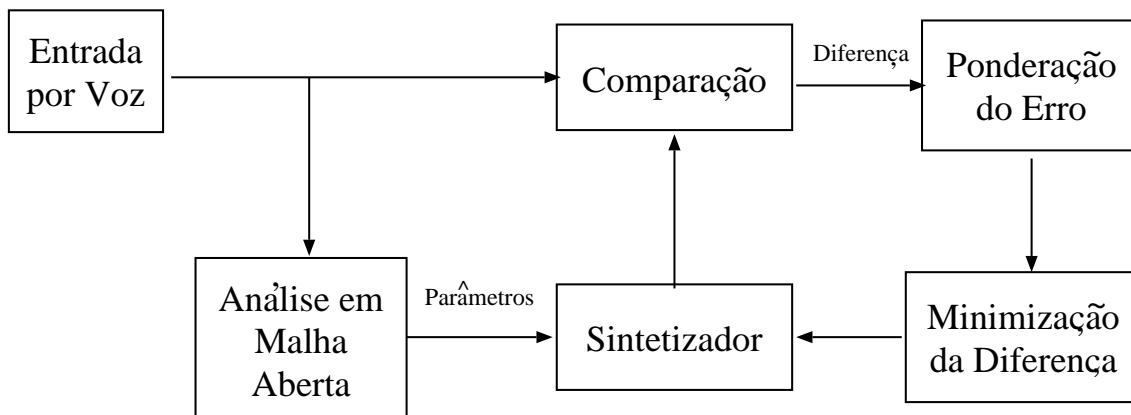 Entrada
por Voz
Comparação
Diferença
Ponderação
do Erro
Análise em
Malha
Aberta
Parâmetros
Sintetizador
Minimização
da Diferença